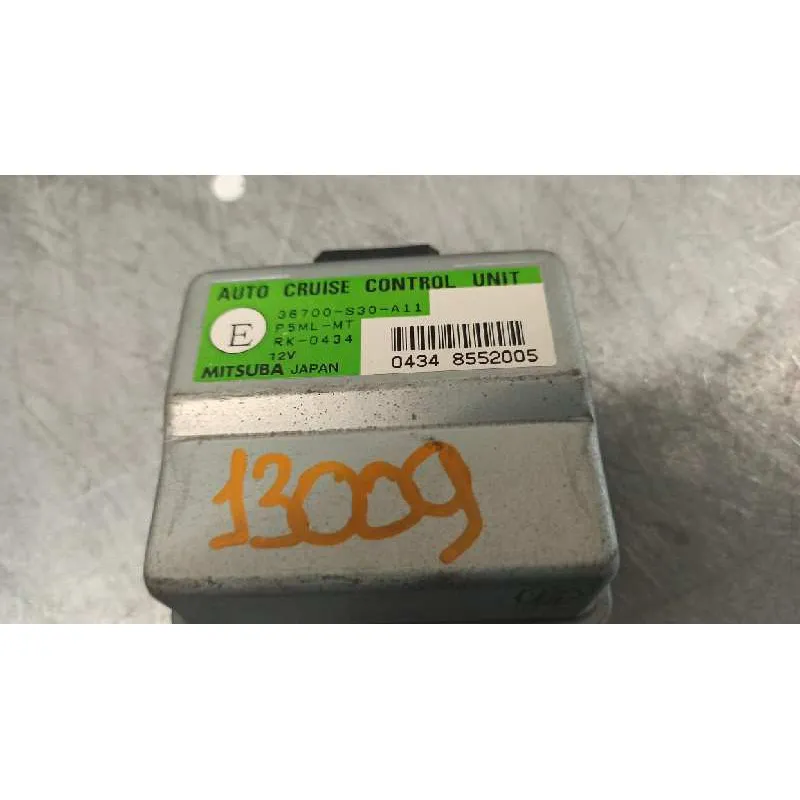 AUTO CRUISE CONTROL UNIT
E
36700-S30-A11
P5ML-MT
RK-0434
12V
MITSUBA JAPAN
0434 8552005
13009